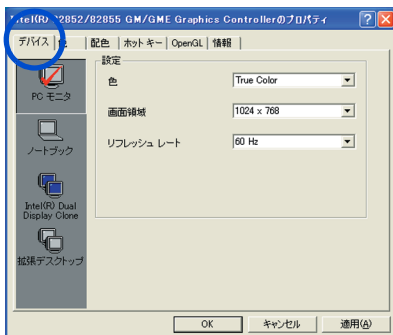 Intel(R) 82852/82855 GM/GME Graphics Controllerのプロパティ
デバイス 色 配色 ホット キー OpenGL 情報
設定
PC モニタ
色 True Color
画面領域 1024 x 768
ノートブック
リフレッシュ レート 60 Hz
Intel(R) Dual
Display Clone
拡張デスクトップ
OK キャンセル 適用(A)